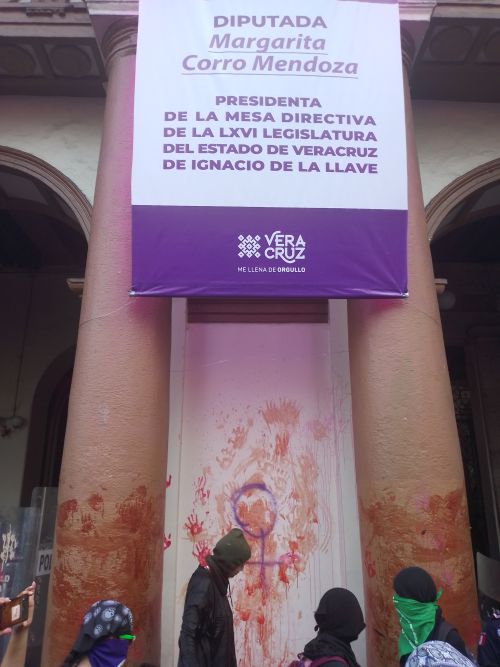 DIPUTADA
Margarita
Corro Mendoza
PRESIDENTA
DE LA MESA DIRECTIVA
DE LA LXVI LEGISLATURA
DEL ESTADO DE VERACRUZ
DE IGNACIO DE LA LLAVE
VERA
CRUZ
ME LLENA DE ORGULLO